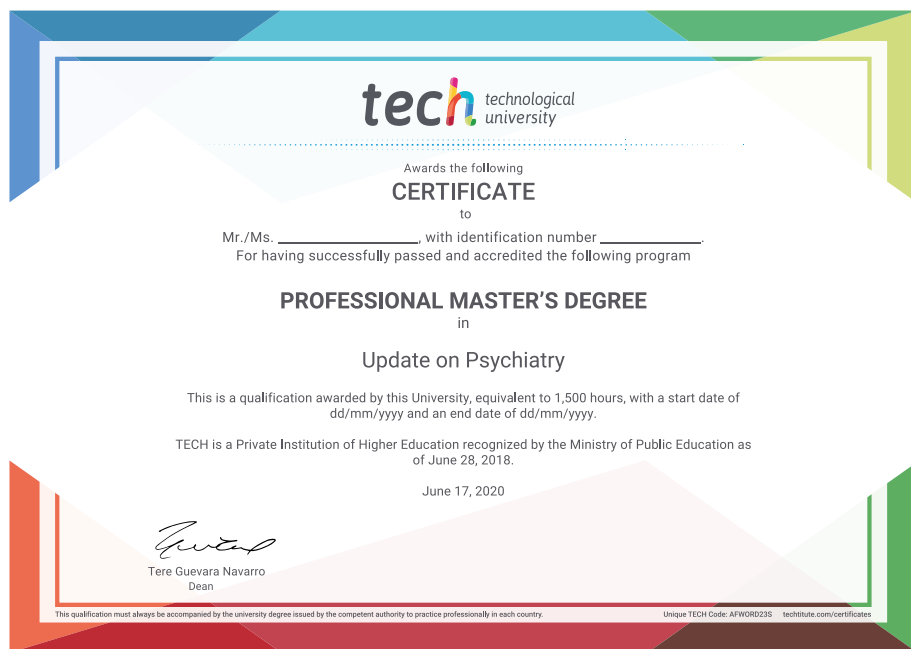 tech technological
university
Awards the following
CERTIFICATE
to
Mr./Ms. ____________________, with identification number ______________.
For having successfully passed and accredited the following program
PROFESSIONAL MASTER'S DEGREE
in
Update on Psychiatry
This is a qualification awarded by this University, equivalent to 1,500 hours, with a start date of
dd/mm/yyyy and an end date of dd/mm/yyyy.
TECH is a Private Institution of Higher Education recognized by the Ministry of Public Education as
of June 28, 2018.
June 17, 2020
Tere Guevara Navarro
Dean
This qualification must always be accompanied by the university degree issued by the competent authority to practice professionally in each country. Unique TECH Code: AFWORD23S techtitute.com/certificates